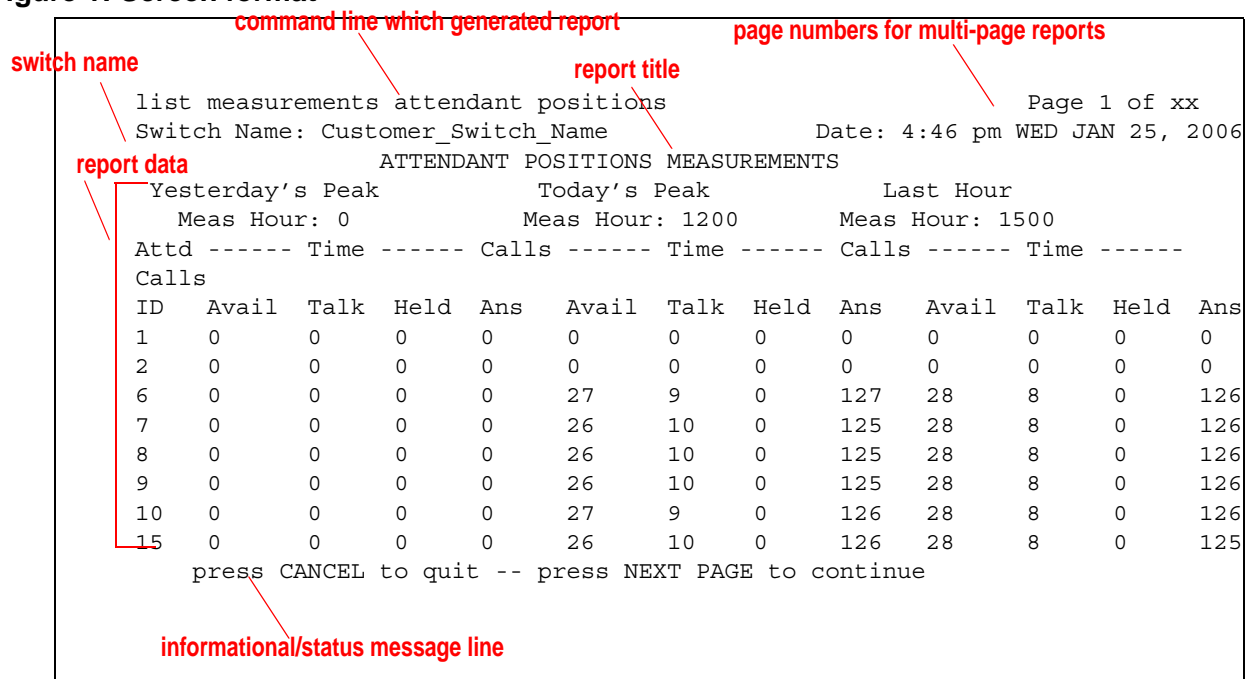 igure 1: Screen format
command line which generated report
page numbers for multi-page reports
switch name
report title
list measurements attendant positions Page 1 of xx
Switch Name: Customer_Switch_Name Date: 4:46 pm WED JAN 25, 2006
ATTENDANT POSITIONS MEASUREMENTS
report data
Yesterday's Peak Today's Peak Last Hour
Meas Hour: 0 Meas Hour: 1200 Meas Hour: 1500
Attd ------ Time ------ Calls ------ Time ------ Calls ------ Time ------
Calls
ID Avail Talk Held Ans Avail Talk Held Ans Avail Talk Held Ans
1 0 0 0 0 0 0 0 0 0 0 0 0
2 0 0 0 0 0 0 0 0 0 0 0 0
6 0 0 0 0 27 9 0 127 28 8 0 126
7 0 0 0 0 26 10 0 125 28 8 0 126
8 0 0 0 0 26 10 0 125 28 8 0 126
9 0 0 0 0 26 10 0 125 28 8 0 126
10 0 0 0 0 27 9 0 126 28 8 0 126
15 0 0 0 0 26 10 0 126 28 8 0 125
press CANCEL to quit -- press NEXT PAGE to continue
informational/status message line